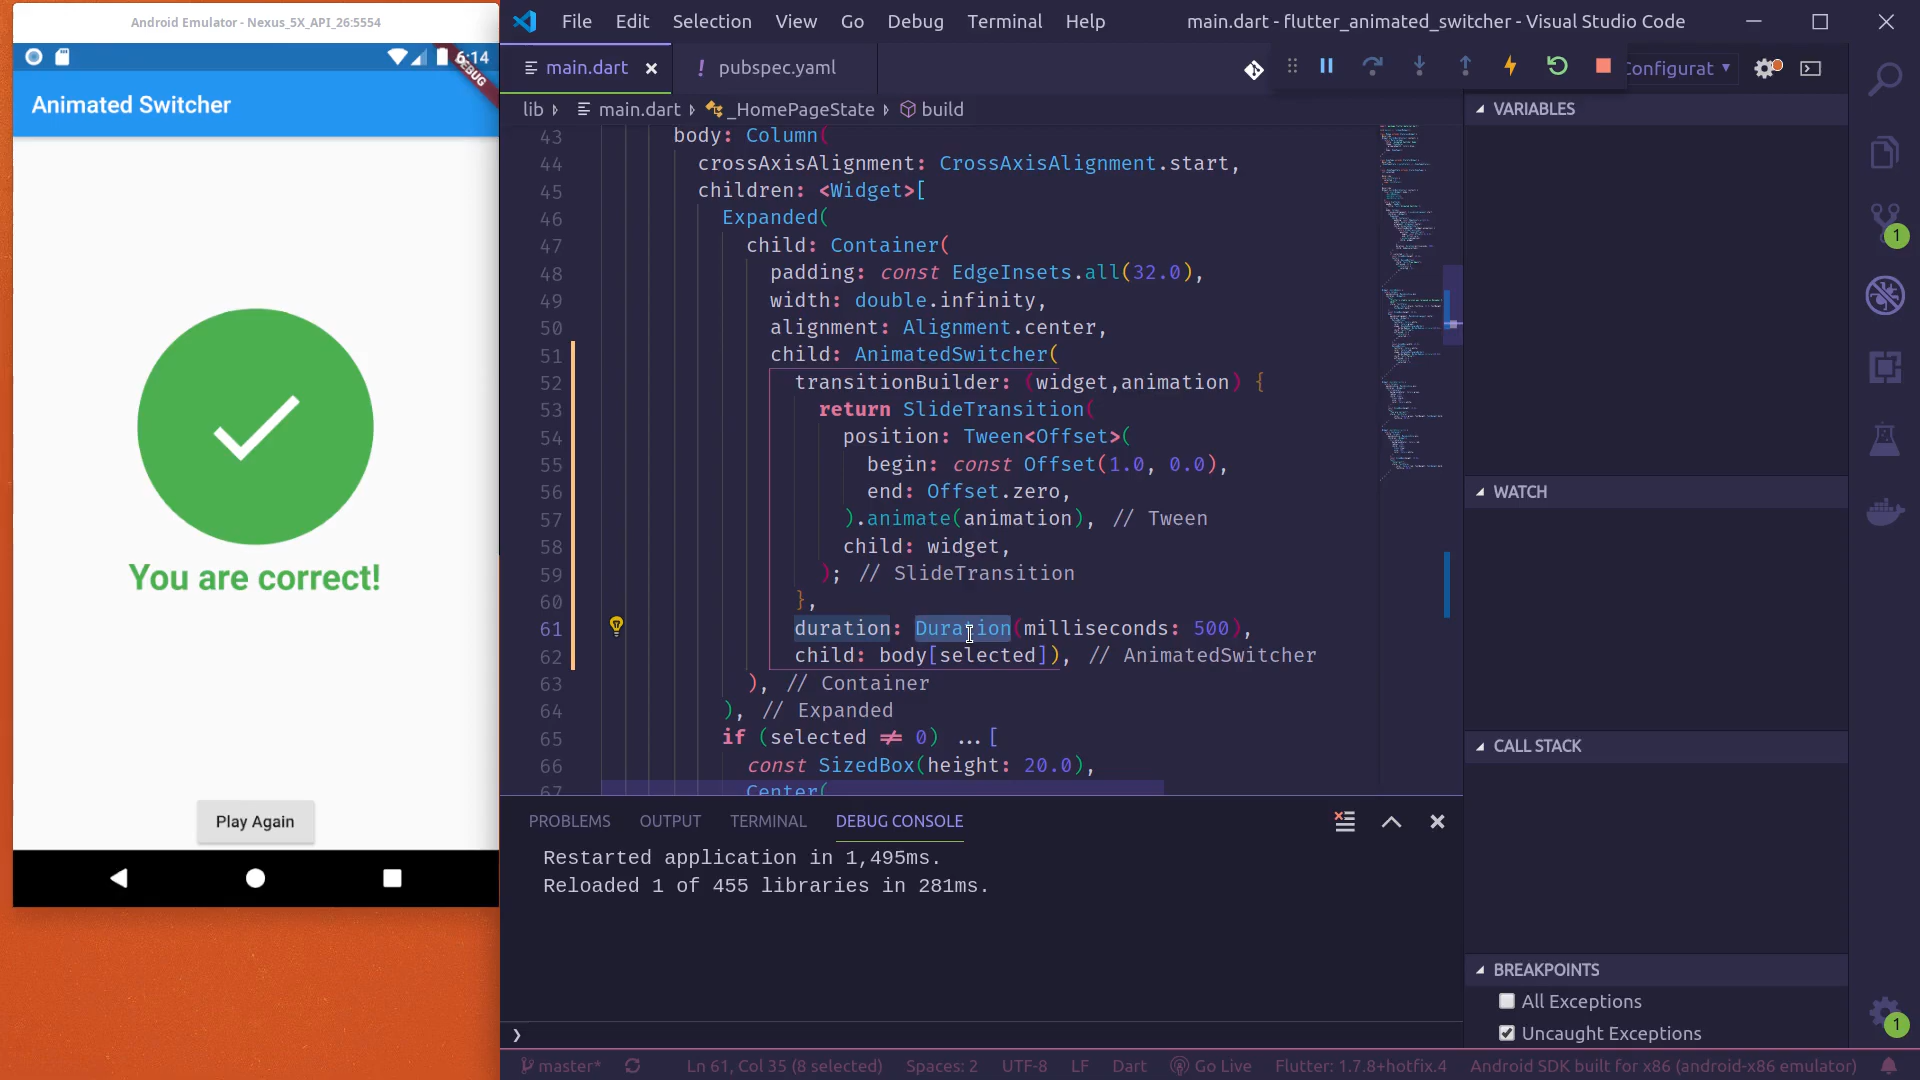 Android Emulator - Nexus_5X_API_26:5554
6:14
DEBUG
Animated Switcher
You are correct!
Play Again
File Edit Selection View Go Debug Terminal Help
main.dart - flutter_animated_switcher - Visual Studio Code
main.dart
pubspec.yaml
Configurat
lib main.dart _HomePageState build
43 body: Column(
44 crossAxisAlignment: CrossAxisAlignment.start,
45 children: <Widget>[
46 Expanded(
47 child: Container(
48 padding: const EdgeInsets.all(32.0),
49 width: double.infinity,
50 alignment: Alignment.center,
51 child: AnimatedSwitcher(
52 transitionBuilder: (widget,animation) {
53 return SlideTransition(
54 position: Tween<Offset>(
55 begin: const Offset(1.0, 0.0),
56 end: Offset.zero,
57 ).animate(animation), // Tween
58 child: widget,
59 ); // SlideTransition
60 },
61 duration: Duration(milliseconds: 500),
62 child: body[selected]), // AnimatedSwitcher
63 ), // Container
64 ), // Expanded
65 if (selected ≠ 0) ...[
66 const SizedBox(height: 20.0),
67 Center(
PROBLEMS OUTPUT TERMINAL DEBUG CONSOLE
Restarted application in 1,495ms.
Reloaded 1 of 455 libraries in 281ms.
❯
VARIABLES
WATCH
CALL STACK
BREAKPOINTS
All Exceptions
Uncaught Exceptions
1
1
master* Ln 61, Col 35 (8 selected) Spaces: 2 UTF-8 LF Dart Go Live Flutter: 1.7.8+hotfix.4 Android SDK built for x86 (android-x86 emulator)